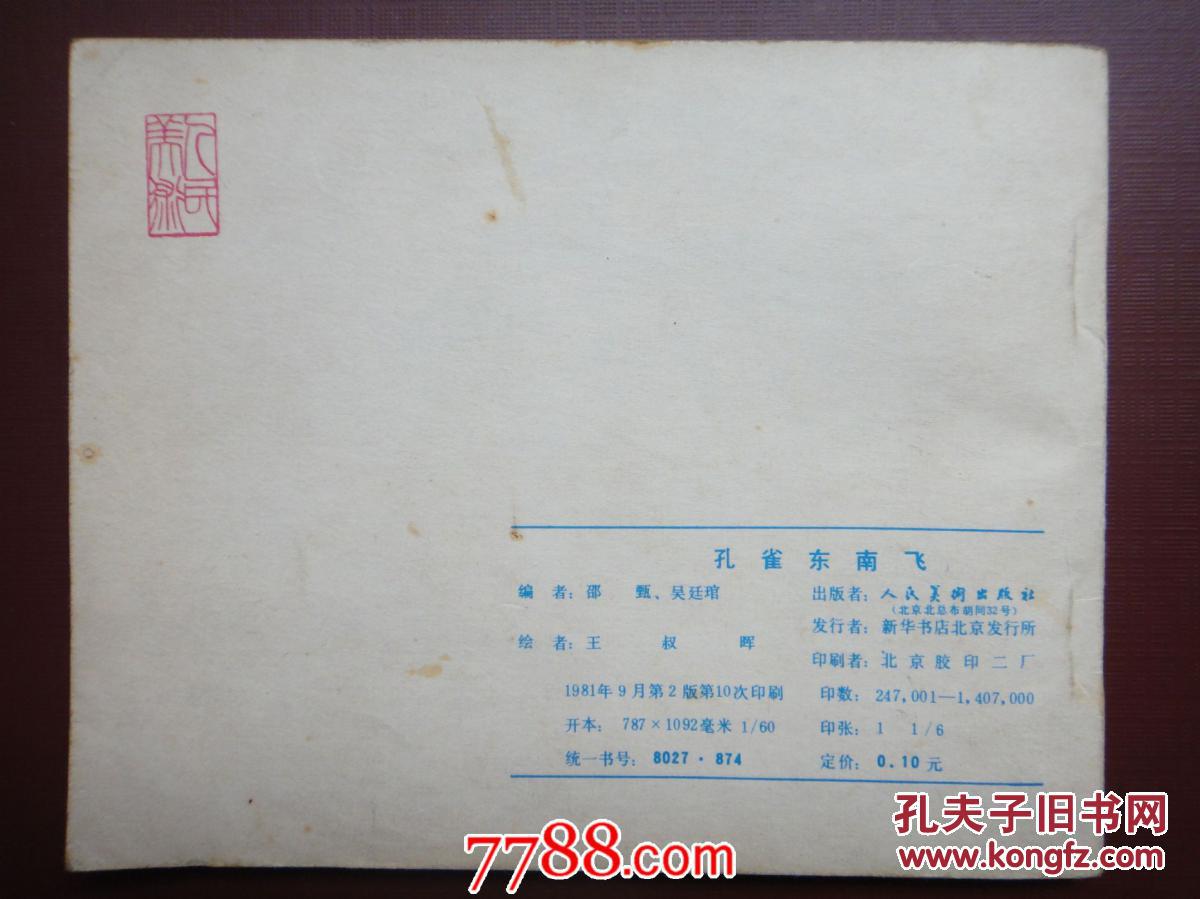 人民美术
孔雀东南飞
编者：邵甄、吴廷琯
绘者：王叔晖
1981年9月第2版第10次印刷
开本：787×1092毫米 1/60
统一书号：8027·874
出版者：人民美術出版社
（北京北总布胡同32号）
发行者：新华书店北京发行所
印刷者：北京胶印二厂
印数：247,001—1,407,000
印张：1 1/6
定价：0.10元
孔夫子旧书网
www.kongfz.com
7788.com